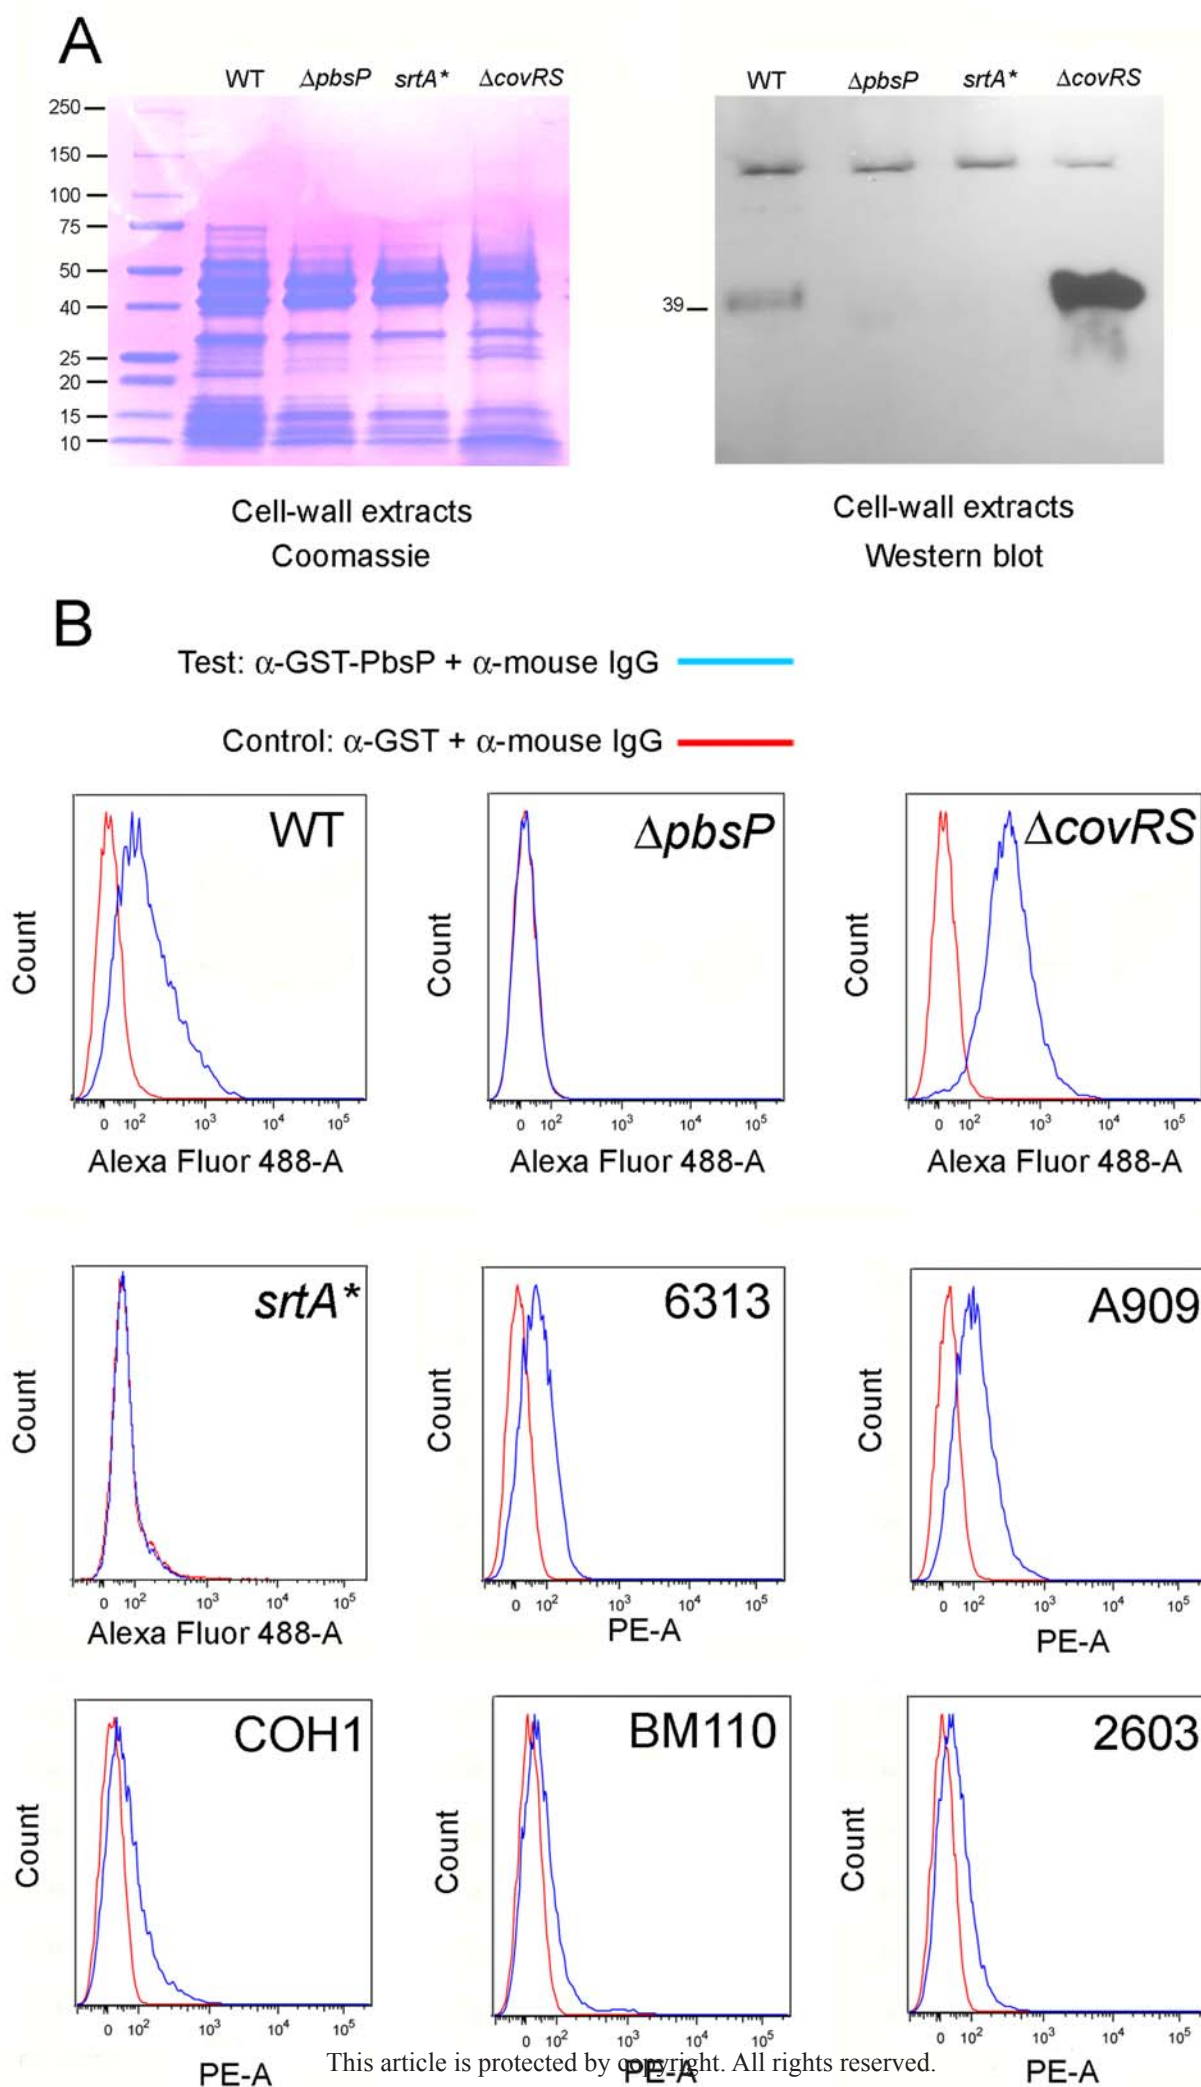 A
WT ΔpbsP srtA* ΔcovRS
250
150
100
75
50
40
25
20
15
10
Cell-wall extracts
Coomassie
WT ΔpbsP srtA* ΔcovRS
39
Cell-wall extracts
Western blot
B
Test: α-GST-PbsP + α-mouse IgG
Control: α-GST + α-mouse IgG
WT
Count
0 10² 10³ 10⁴ 10⁵
Alexa Fluor 488-A
ΔpbsP
Count
0 10² 10³ 10⁴ 10⁵
Alexa Fluor 488-A
ΔcovRS
Count
0 10² 10³ 10⁴ 10⁵
Alexa Fluor 488-A
srtA*
Count
0 10² 10³ 10⁴ 10⁵
Alexa Fluor 488-A
6313
Count
0 10² 10³ 10⁴ 10⁵
PE-A
A909
Count
0 10² 10³ 10⁴ 10⁵
PE-A
COH1
Count
0 10² 10³ 10⁴ 10⁵
PE-A
BM110
Count
0 10² 10³ 10⁴ 10⁵
PE-A
2603
Count
0 10² 10³ 10⁴ 10⁵
PE-A
This article is protected by copyright. All rights reserved.